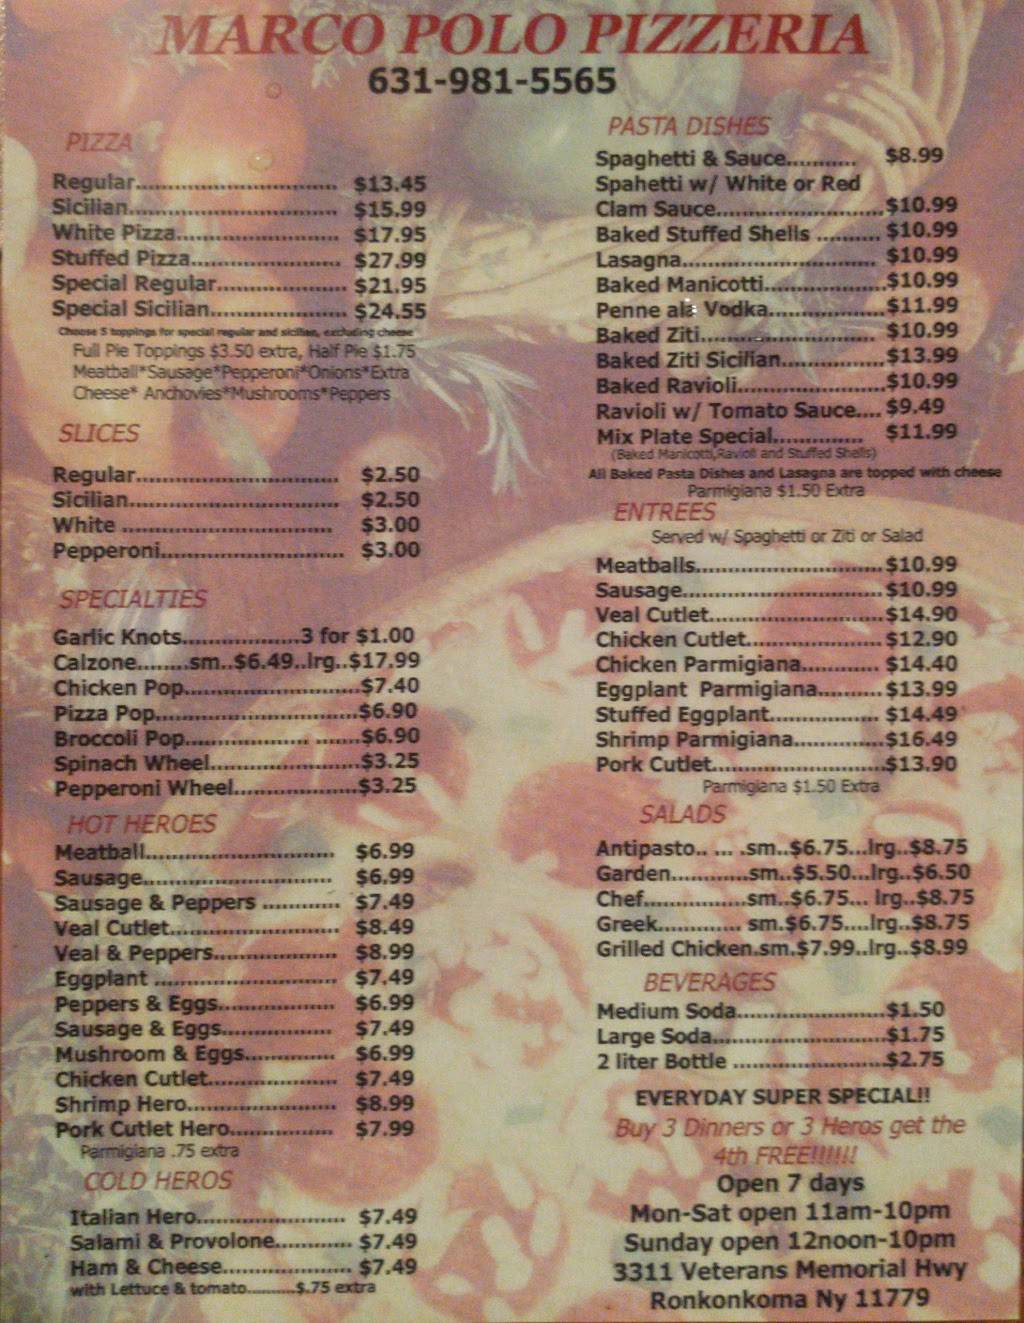 MARCO POLO PIZZERIA
631-981-5565
PIZZA
Regular.............................. $13.45
Sicilian............................... $15.99
White Pizza........................ $17.95
Stuffed Pizza...................... $27.99
Special Regular................... $21.95
Special Sicilian................... $24.55
Choose 5 toppings for special regular and sicilian, excluding cheese
Full Pie Toppings $3.50 extra, Half Pie $1.75
Meatball*Sausage*Pepperoni*Onions*Extra
Cheese* Anchovies*Mushrooms*Peppers
SLICES
Regular.............................. $2.50
Sicilian............................... $2.50
White ............................... $3.00
Pepperoni........................... $3.00
SPECIALTIES
Garlic Knots..................3 for $1.00
Calzone........sm..$6.49..lrg..$17.99
Chicken Pop..........................$7.40
Pizza Pop..............................$6.90
Broccoli Pop.................. .......$6.90
Spinach Wheel......................$3.25
Pepperoni Wheel...................$3.25
HOT HEROES
Meatball............................ $6.99
Sausage............................ $6.99
Sausage & Peppers ............ $7.49
Veal Cutlet......................... $8.49
Veal & Peppers.................. $8.99
Eggplant ........................... $7.49
Peppers & Eggs................. $6.99
Sausage & Eggs................ $7.49
Mushroom & Eggs............. $6.99
Chicken Cutlet................... $7.49
Shrimp Hero...................... $8.99
Pork Cutlet Hero............... $7.99
Parmigiana .75 extra
COLD HEROS
Italian Hero...................... $7.49
Salami & Provolone............ $7.49
Ham & Cheese................... $7.49
with Lettuce & tomato..........$.75 extra
PASTA DISHES
Spaghetti & Sauce........... $8.99
Spahetti w/ White or Red
Clam Sauce.........................$10.99
Baked Stuffed Shells .......... $10.99
Lasagna............................. $10.99
Baked Manicotti..................$10.99
Penne ala Vodka.................$11.99
Baked Ziti.......................... $10.99
Baked Ziti Sicilian...............$13.99
Baked Ravioli......................$10.99
Ravioli w/ Tomato Sauce.... $9.49
Mix Plate Special............. $11.99
(Baked Manicotti,Ravioli and Stuffed Shells)
All Baked Pasta Dishes and Lasagna are topped with cheese
Parmigiana $1.50 Extra
ENTREES
Served w/ Spaghetti or Ziti or Salad
Meatballs............................$10.99
Sausage..............................$10.99
Veal Cutlet..........................$14.90
Chicken Cutlet....................$12.90
Chicken Parmigiana............ $14.40
Eggplant Parmigiana..........$13.99
Stuffed Eggplant................ $14.49
Shrimp Parmigiana.............$16.49
Pork Cutlet..........................$13.90
Parmigiana $1.50 Extra
SALADS
Antipasto.. ... .sm..$6.75...lrg..$8.75
Garden...........sm..$5.50...lrg..$6.50
Chef...............sm..$6.75... lrg..$8.75
Greek............. sm.$6.75....lrg..$8.75
Grilled Chicken.sm.$7.99..lrg..$8.99
BEVERAGES
Medium Soda......................$1.50
Large Soda..........................$1.75
2 liter Bottle .......................$2.75
EVERYDAY SUPER SPECIAL!!
Buy 3 Dinners or 3 Heros get the
4th FREE!!!!!!
Open 7 days
Mon-Sat open 11am-10pm
Sunday open 12noon-10pm
3311 Veterans Memorial Hwy
Ronkonkoma Ny 11779